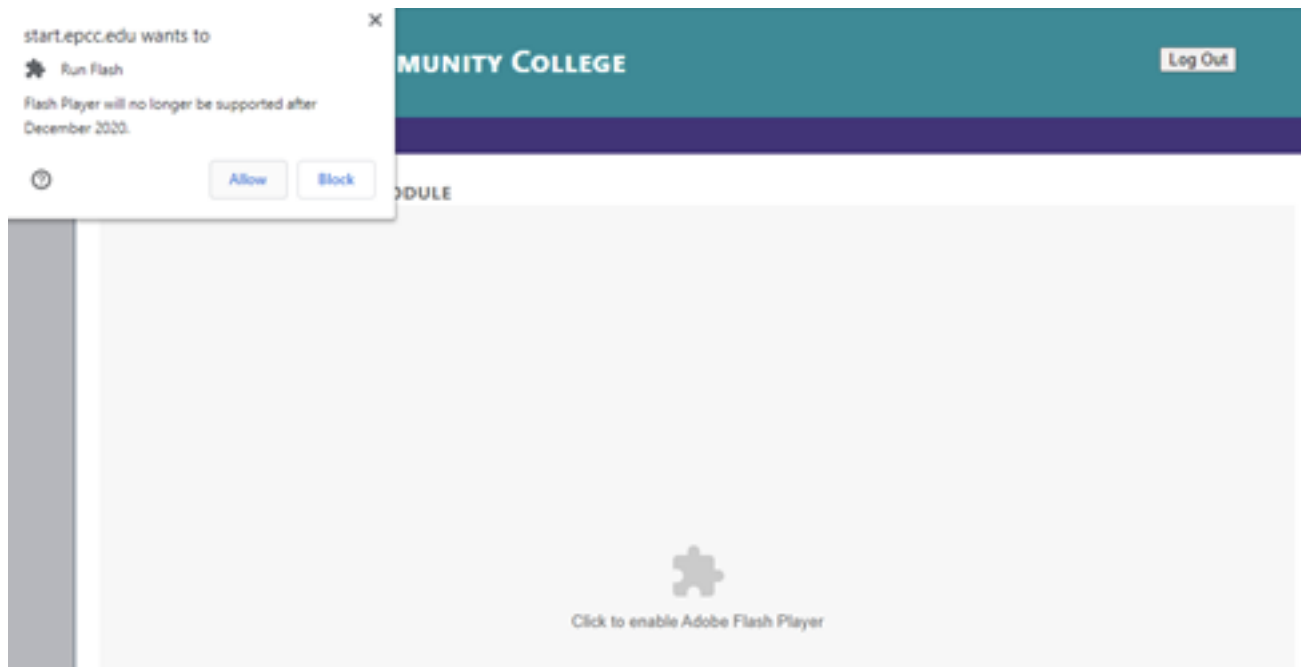 start.epcc.edu wants to
Run Flash
Flash Player will no longer be supported after
December 2020.
Allow
Block
MUNITY COLLEGE
Log Out
ODULE
Click to enable Adobe Flash Player